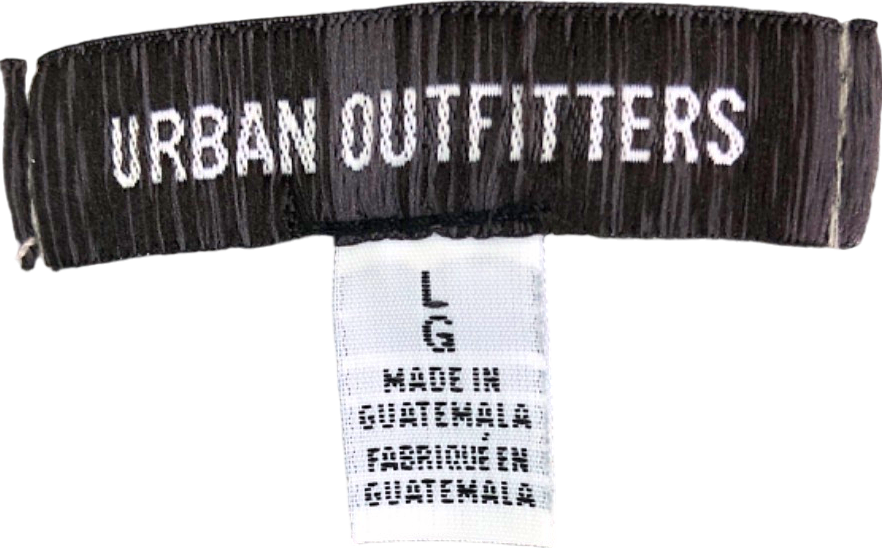 URBAN OUTFITTERS
L
G
MADE IN
GUATEMALA
FABRIQUÉ EN
GUATEMALA